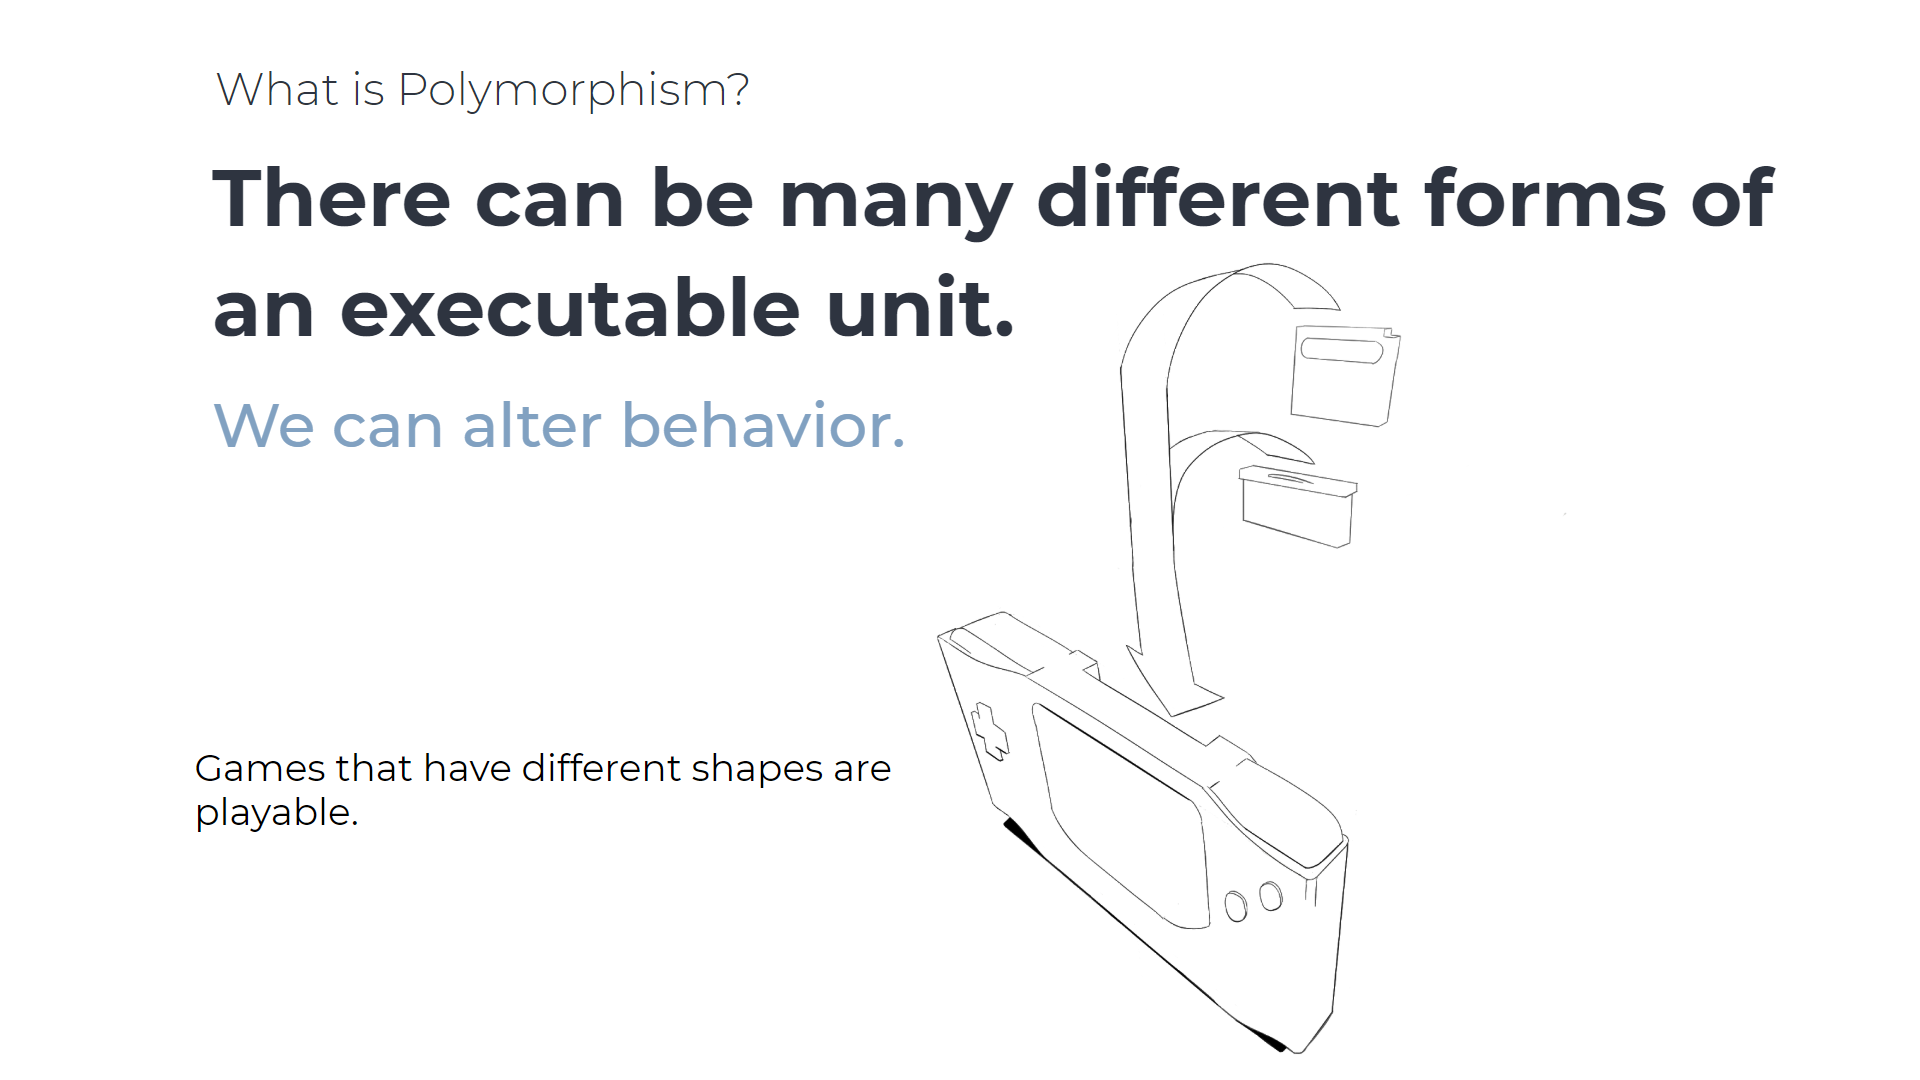 What is Polymorphism?
There can be many different forms of
an executable unit.
We can alter behavior.
Games that have different shapes are
playable.